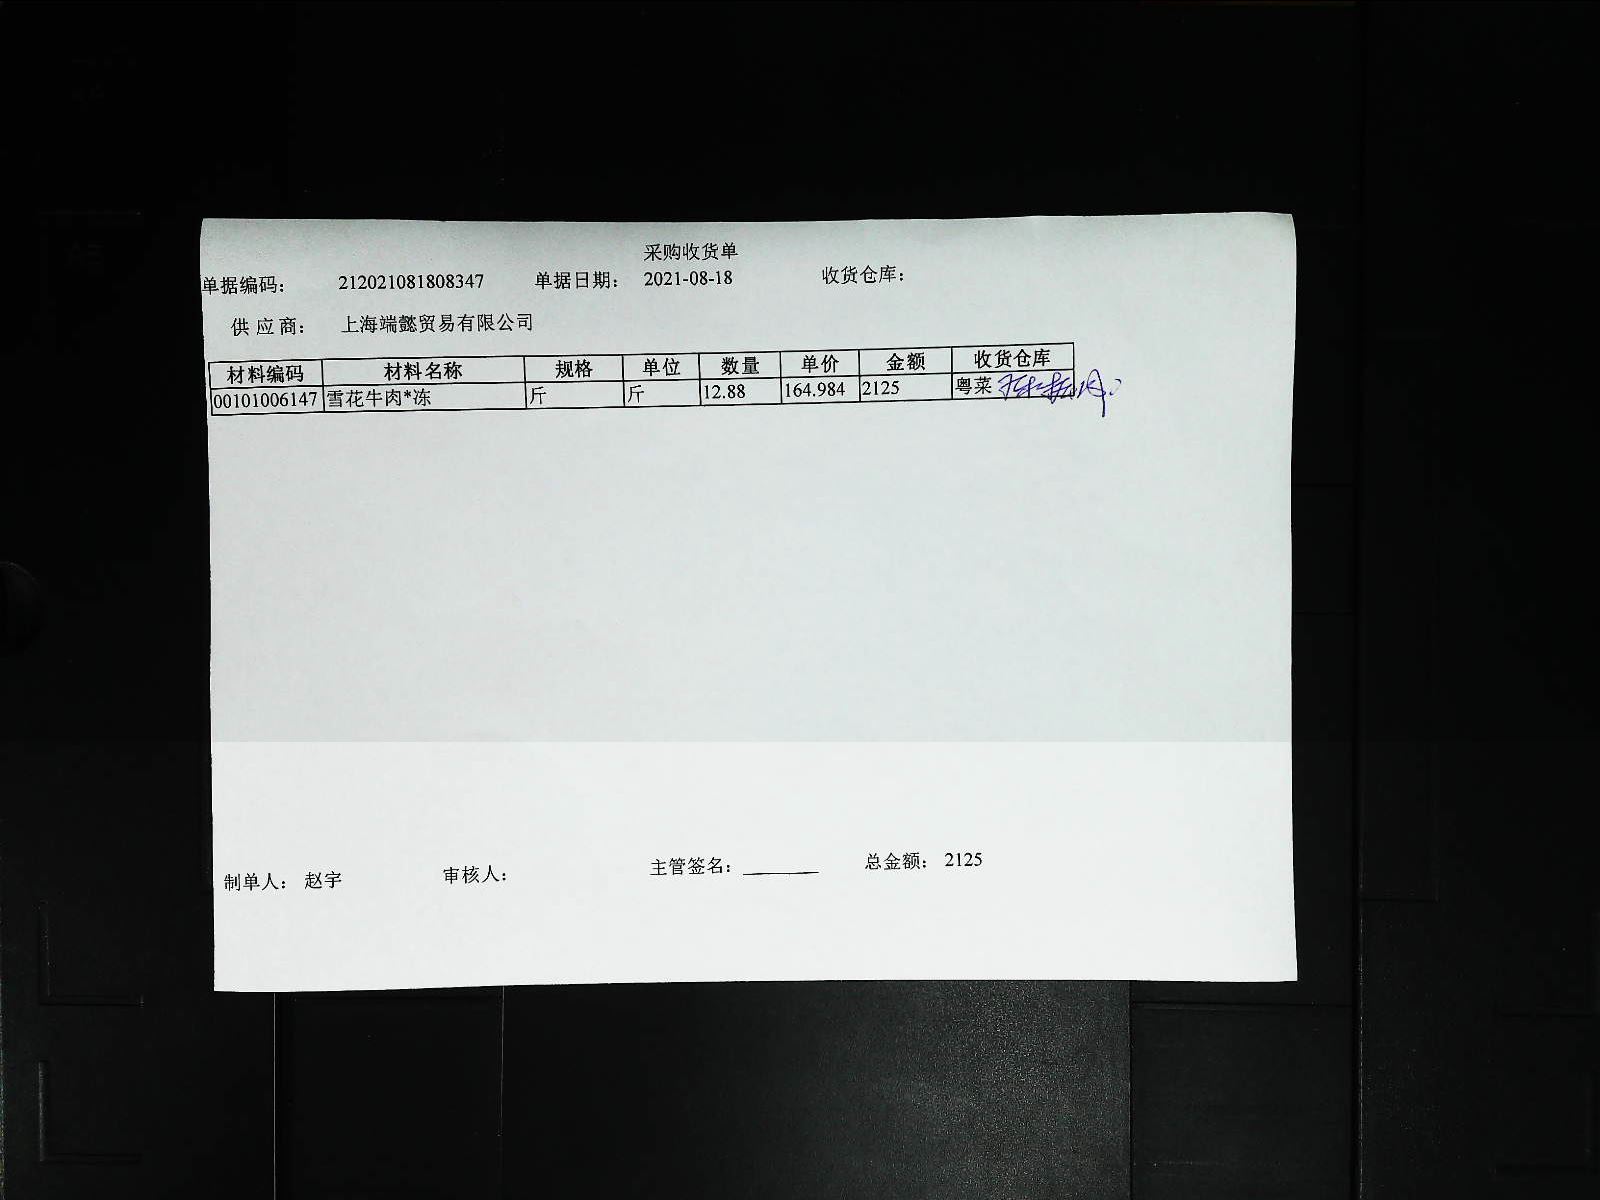 采购收货单
单据编码： 212021081808347 单据日期： 2021-08-18 收货仓库：
供应商： 上海端懿贸易有限公司
材料编码 材料名称 规格 单位 数量 单价 金额 收货仓库
00101006147 雪花牛肉*冻 斤 斤 12.88 164.984 2125 粤菜
制单人： 赵宇 审核人： 主管签名： 总金额： 2125